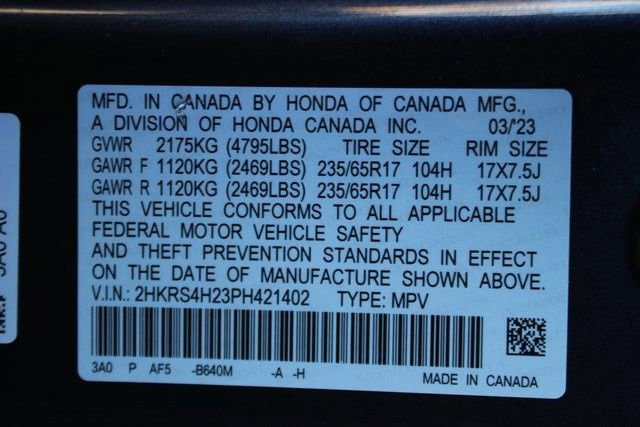 MFD. IN CANADA BY HONDA OF CANADA MFG.,
A DIVISION OF HONDA CANADA INC. 03/'23
GVWR 2175KG (4795LBS) TIRE SIZE RIM SIZE
GAWR F 1120KG (2469LBS) 235/65R17 104H 17X7.5J
GAWR R 1120KG (2469LBS) 235/65R17 104H 17X7.5J
THIS VEHICLE CONFORMS TO ALL APPLICABLE
FEDERAL MOTOR VEHICLE SAFETY
AND THEFT PREVENTION STANDARDS IN EFFECT
ON THE DATE OF MANUFACTURE SHOWN ABOVE.
V.I.N.: 2HKRS4H23PH421402 TYPE: MPV
3A0 P AF5 -B640M -A -H
MADE IN CANADA